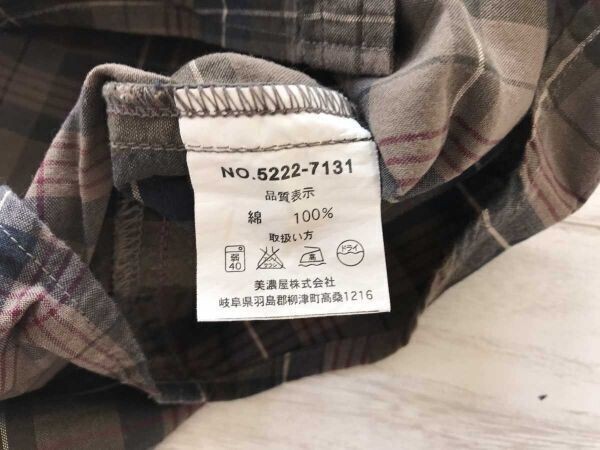 NO.5222-7131
品質表示
綿 100%
取扱い方
弱 40 高 ドライ
美濃屋株式会社
岐阜県羽島郡柳津町高桑1216